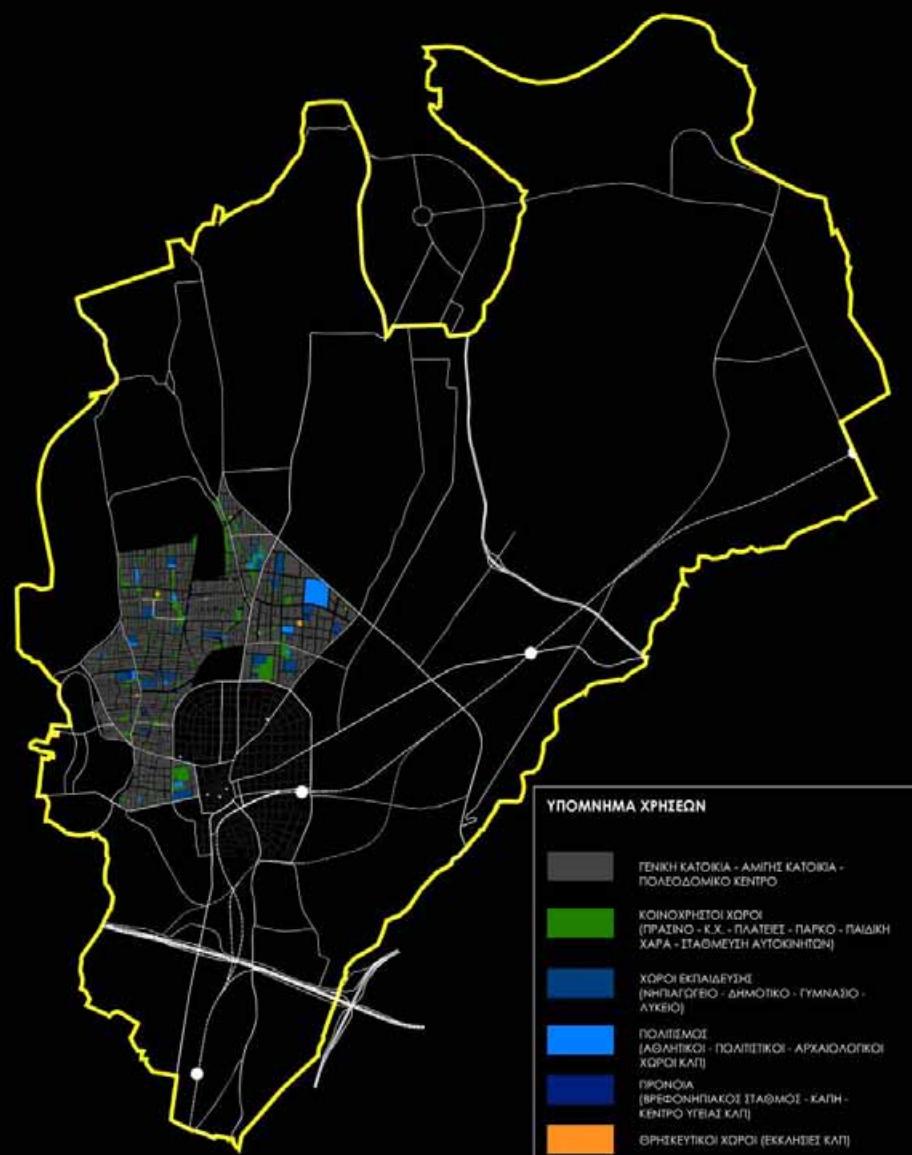 ΥΠΟΜΝΗΜΑ ΧΡΗΣΕΩΝ
ΓΕΝΙΚΗ ΚΑΤΟΙΚΙΑ - ΑΜΙΓΗΣ ΚΑΤΟΙΚΙΑ -
ΠΟΛΕΟΔΟΜΙΚΟ ΚΕΝΤΡΟ
ΚΟΙΝΟΧΡΗΣΤΟΙ ΧΩΡΟΙ
(ΠΡΑΣΙΝΟ - Κ.Χ. - ΠΛΑΤΕΙΕΣ - ΠΑΡΚΟ - ΠΑΙΔΙΚΗ
ΧΑΡΑ - ΣΤΑΘΜΕΥΣΗ ΑΥΤΟΚΙΝΗΤΩΝ)
ΧΩΡΟΙ ΕΚΠΑΙΔΕΥΣΗΣ
(ΝΗΠΙΑΓΩΓΕΙΟ - ΔΗΜΟΤΙΚΟ - ΓΥΜΝΑΣΙΟ -
ΛΥΚΕΙΟ)
ΠΟΛΙΤΙΣΜΟΣ
(ΑΘΛΗΤΙΚΟΙ - ΠΟΛΙΤΙΣΤΙΚΟΙ - ΑΡΧΑΙΟΛΟΓΙΚΟΙ
ΧΩΡΟΙ ΚΛΠ)
ΠΡΟΝΟΙΑ
(ΒΡΕΦΟΝΗΠΙΑΚΟΣ ΣΤΑΘΜΟΣ - ΚΑΠΗ -
ΚΕΝΤΡΟ ΥΓΕΙΑΣ ΚΛΠ)
ΘΡΗΣΚΕΥΤΙΚΟΙ ΧΩΡΟΙ (ΕΚΚΛΗΣΙΕΣ ΚΛΠ)